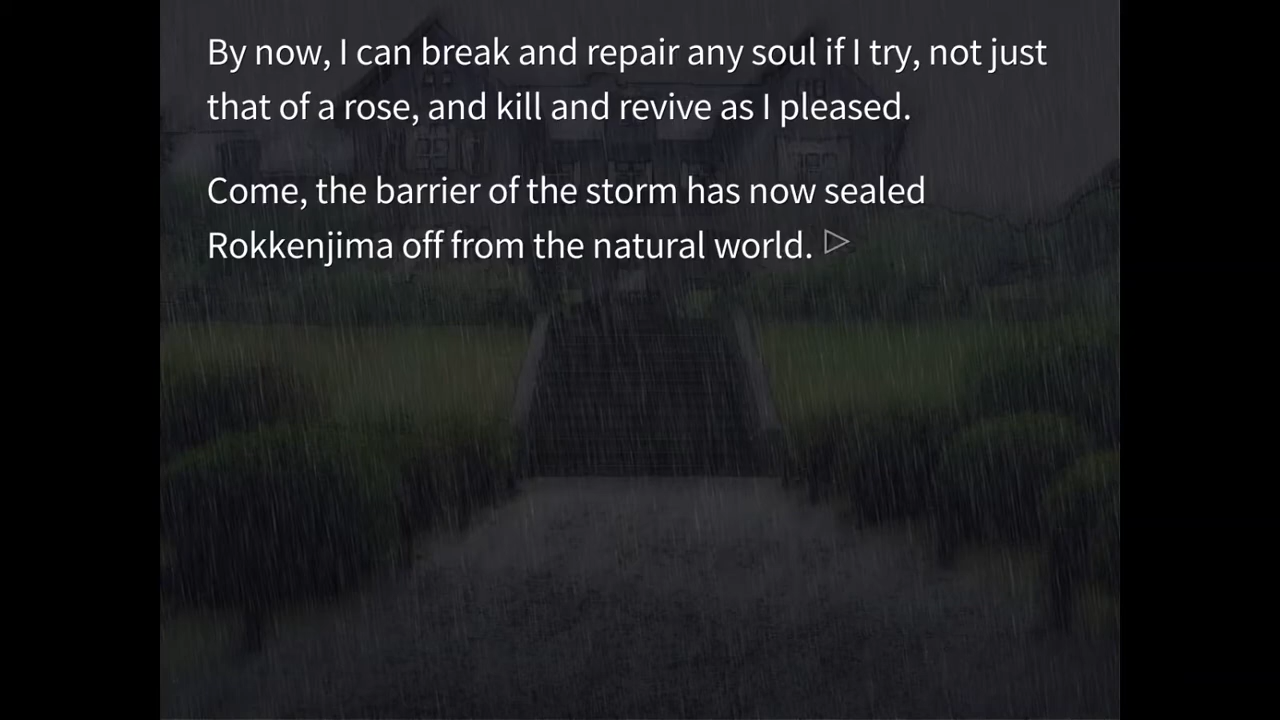 By now, I can break and repair any soul if I try, not just
that of a rose, and kill and revive as I pleased.
Come, the barrier of the storm has now sealed
Rokkenjima off from the natural world.